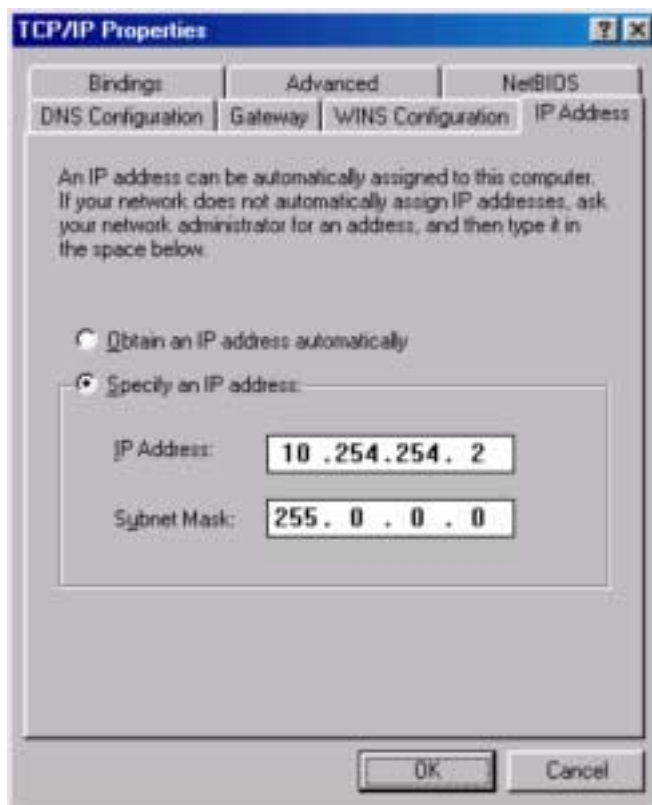 TCP/IP Properties
? ×
Bindings Advanced NetBIOS
DNS Configuration Gateway WINS Configuration IP Address
An IP address can be automatically assigned to this computer.
If your network does not automatically assign IP addresses, ask
your network administrator for an address, and then type it in
the space below.
Obtain an IP address automatically
Specify an IP address:
IP Address: 10 .254.254. 2
Subnet Mask: 255. 0 . 0 . 0
OK Cancel